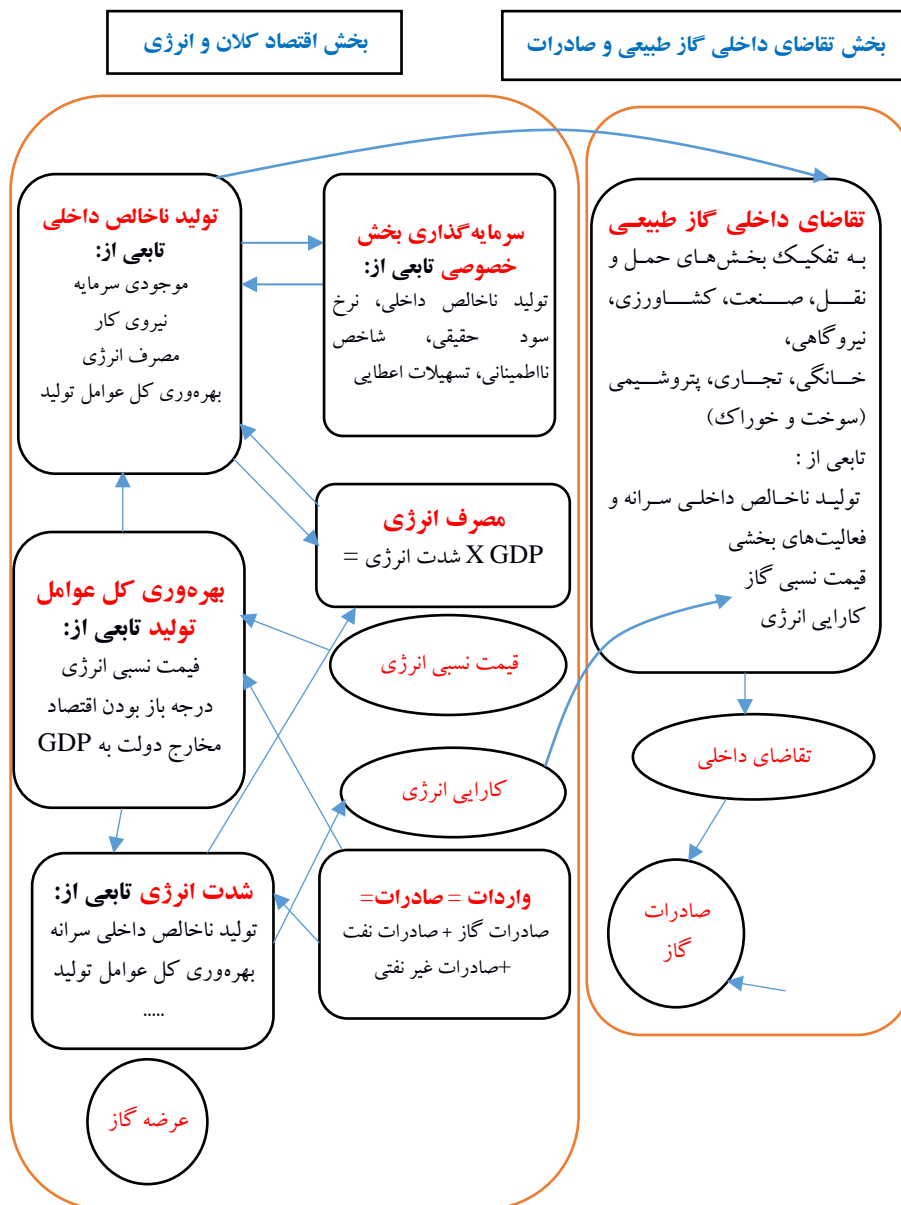 بخش تقاضای داخلی گاز طبیعی و صادرات
بخش اقتصاد کلان و انرژی
تقاضای داخلی گاز طبیعی
به تفکیک بخش‌های حمل و
نقل، صنعت، کشاورزی،
نیروگاهی،
خانگی، تجاری، پتروشیمی
(سوخت و خوراک)
تابعی از :
تولید ناخالص داخلی سرانه و
فعالیت‌های بخشی
قیمت نسبی گاز
کارایی انرژی
تقاضای داخلی
صادرات
گاز
تولید ناخالص داخلی
تابعی از:
موجودی سرمایه
نیروی کار
مصرف انرژی
بهره‌وری کل عوامل تولید
سرمایه‌گذاری بخش
خصوصی تابعی از:
تولید ناخالص داخلی، نرخ
سود حقیقی، شاخص
نااطمینانی، تسهیلات اعطایی
مصرف انرژی
= شدت انرژی X GDP
بهره‌وری کل عوامل
تولید تابعی از:
قیمت نسبی انرژی
درجه باز بودن اقتصاد
مخارج دولت به GDP
قیمت نسبی انرژی
کارایی انرژی
شدت انرژی تابعی از:
تولید ناخالص داخلی سرانه
بهره‌وری کل عوامل تولید
.....
واردات = صادرات=
صادرات گاز + صادرات نفت
+صادرات غیر نفتی
عرضه گاز